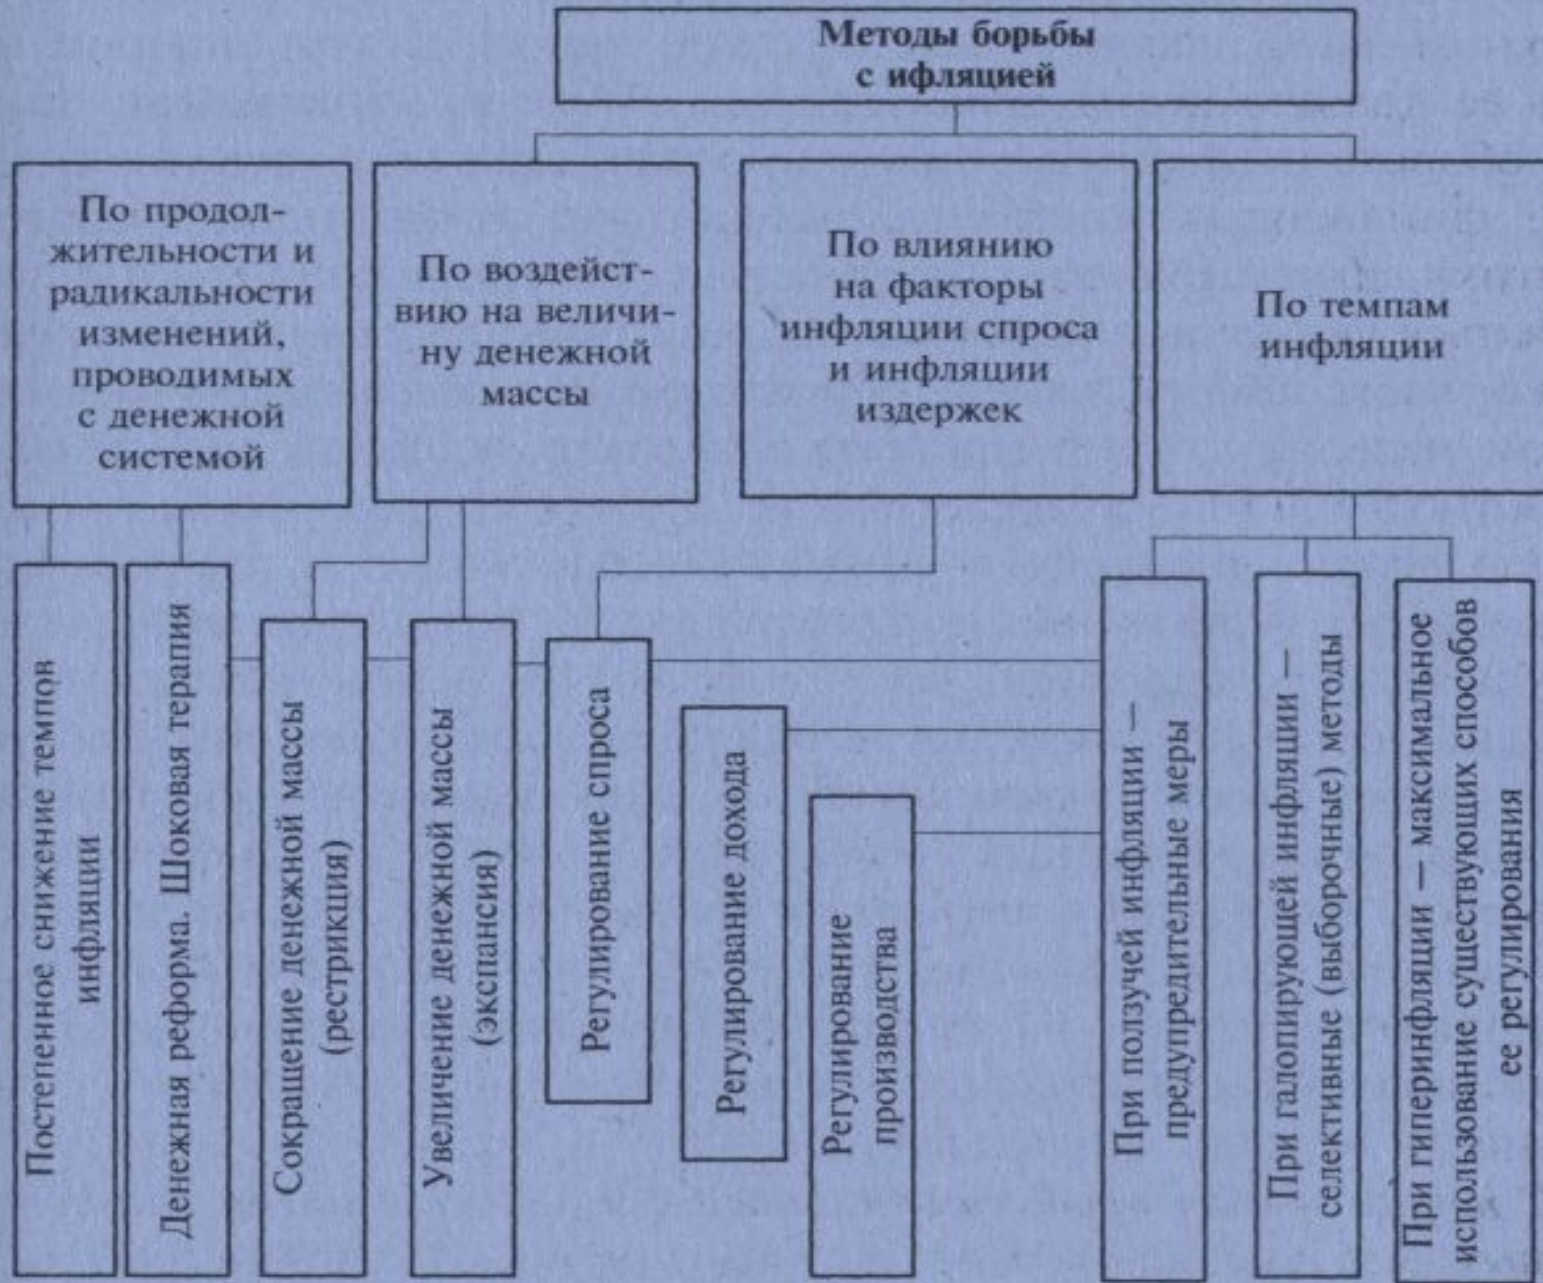 Методы борьбы
с ифляцией
По продол-
жительности и
радикальности
изменений,
проводимых
с денежной
системой
По воздейст-
вию на величи-
ну денежной
массы
По влиянию
на факторы
инфляции спроса
и инфляции
издержек
По темпам
инфляции
Постепенное снижение темпов
инфляции
Денежная реформа. Шоковая терапия
Сокращение денежной массы
(рестрикция)
Увеличение денежной массы
(экспансия)
Регулирование спроса
Регулирование дохода
Регулирование
производства
При ползучей инфляции —
предупредительные меры
При галопирующей инфляции —
селективные (выборочные) методы
При гиперинфляции — максимальное
использование существующих способов
ее регулирования